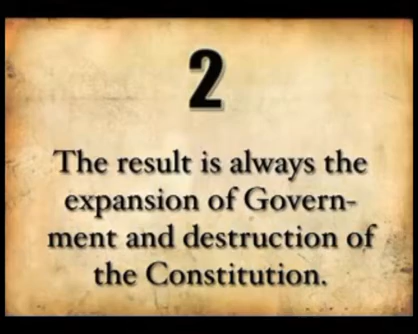 2
The result is always the
expansion of Govern-
ment and destruction of
the Constitution.